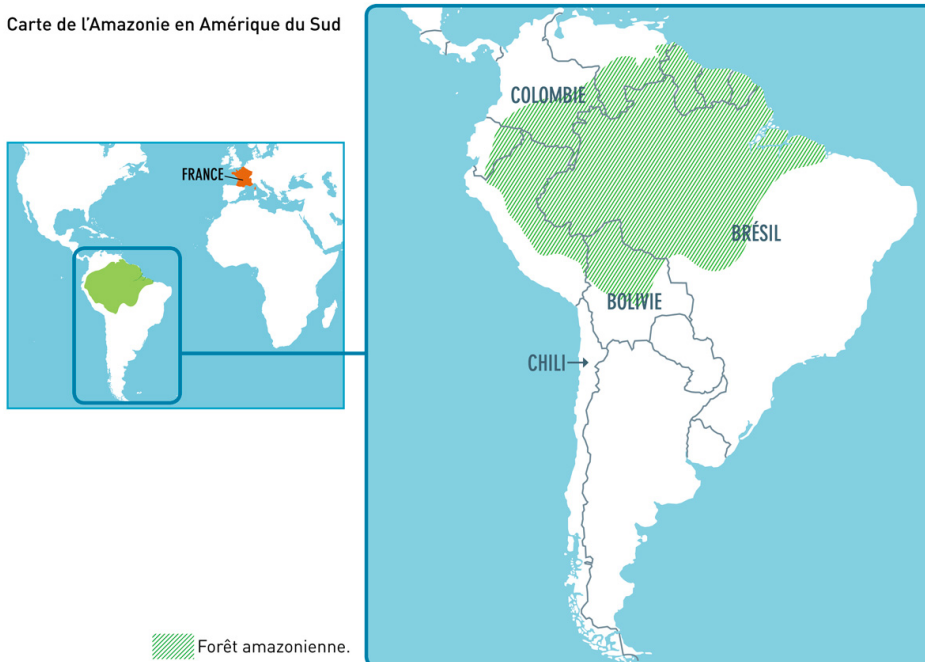 Carte de l'Amazonie en Amérique du Sud
FRANCE
COLOMBIE
BRÉSIL
BOLIVIE
CHILI
Forêt amazonienne.